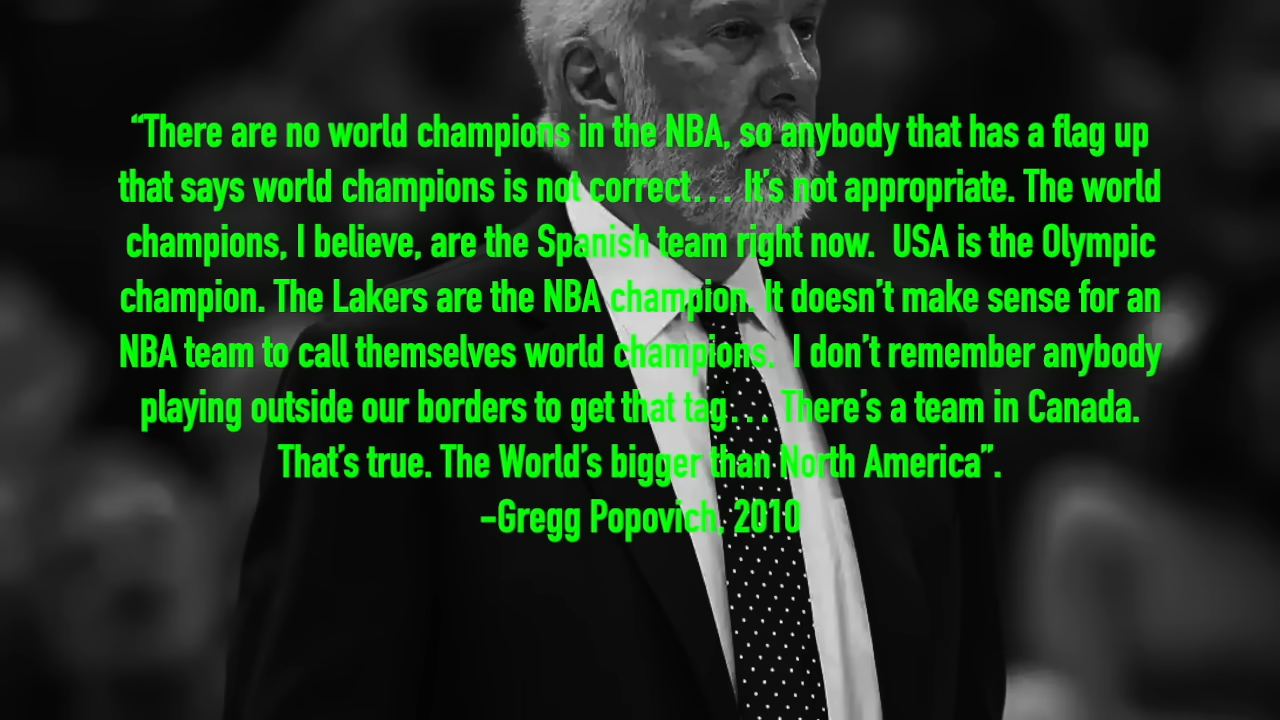 “There are no world champions in the NBA, so anybody that has a flag up
that says world champions is not correct… It’s not appropriate. The world
champions, I believe, are the Spanish team right now.  USA is the Olympic
champion. The Lakers are the NBA champion. It doesn’t make sense for an
NBA team to call themselves world champions.  I don’t remember anybody
playing outside our borders to get that tag… There’s a team in Canada.
That’s true. The World’s bigger than North America”.
–Gregg Popovich, 2010